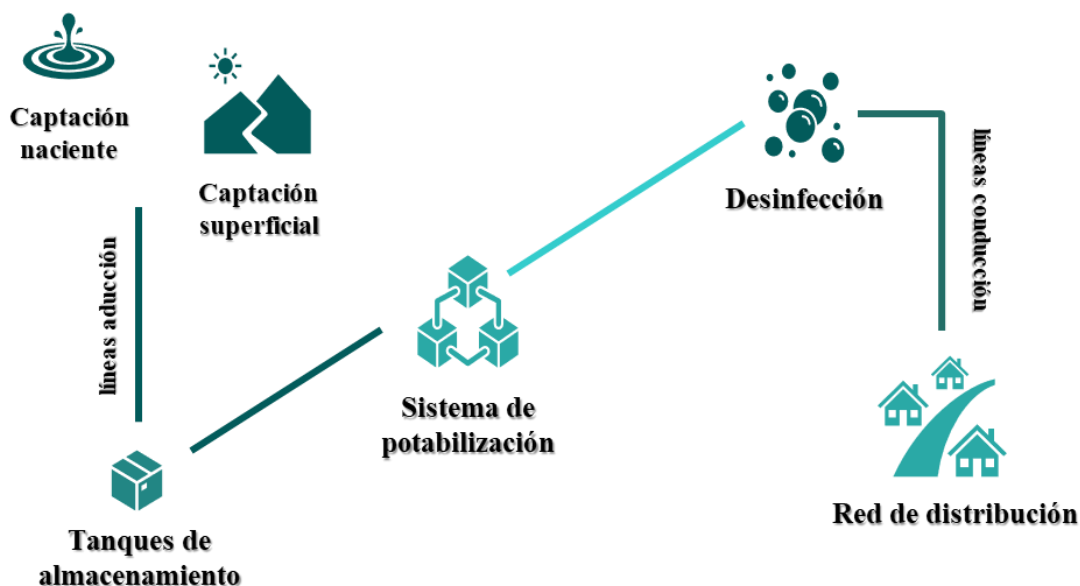 Captación
naciente
Captación
superficial
líneas aducción
Tanques de
almacenamiento
Sistema de
potabilización
Desinfección
líneas conducción
Red de distribución